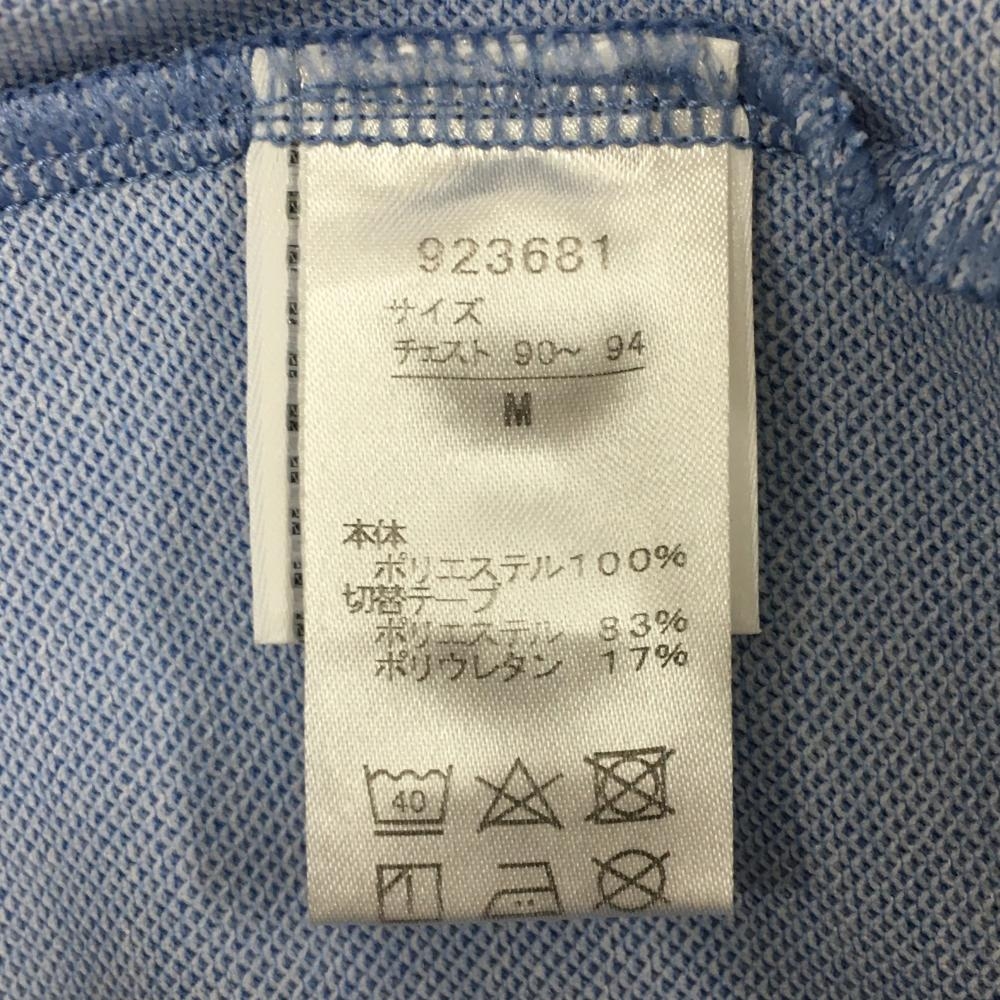 923681
サイズ
チェスト 90〜 94
M
本体
ポリエステル100%
切替テープ
ポリエステル 83%
ポリウレタン 17%
40